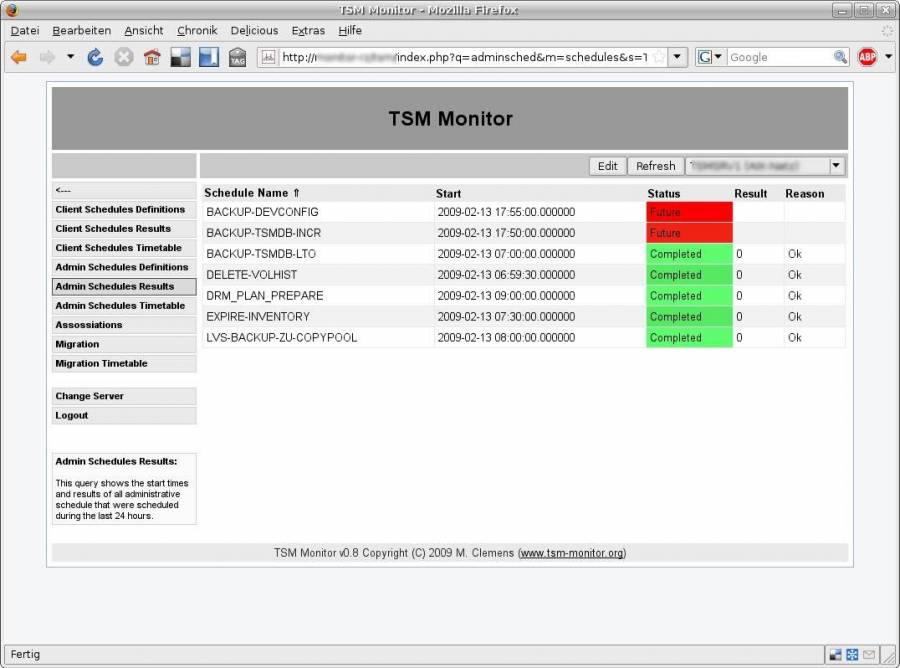 TSM Monitor - Mozilla Firefox
Datei Bearbeiten Ansicht Chronik Delicious Extras Hilfe
TAG http:// /index.php?q=adminsched&m=schedules&s=1 G Google ABP
TSM Monitor
Edit Refresh
<---
Client Schedules Definitions
Client Schedules Results
Client Schedules Timetable
Admin Schedules Definitions
Admin Schedules Results
Admin Schedules Timetable
Assossiations
Migration
Migration Timetable
Change Server
Logout
Admin Schedules Results:
This query shows the start times
and results of all administrative
schedule that were scheduled
during the last 24 hours.
Schedule Name ⇑ Start Status Result Reason
BACKUP-DEVCONFIG 2009-02-13 17:55:00.000000 Future
BACKUP-TSMDB-INCR 2009-02-13 17:50:00.000000 Future
BACKUP-TSMDB-LTO 2009-02-13 07:00:00.000000 Completed 0 Ok
DELETE-VOLHIST 2009-02-13 06:59:30.000000 Completed 0 Ok
DRM_PLAN_PREPARE 2009-02-13 09:00:00.000000 Completed 0 Ok
EXPIRE-INVENTORY 2009-02-13 07:30:00.000000 Completed 0 Ok
LVS-BACKUP-ZU-COPYPOOL 2009-02-13 08:00:00.000000 Completed 0 Ok
TSM Monitor v0.8 Copyright (C) 2009 M. Clemens (www.tsm-monitor.org)
Fertig